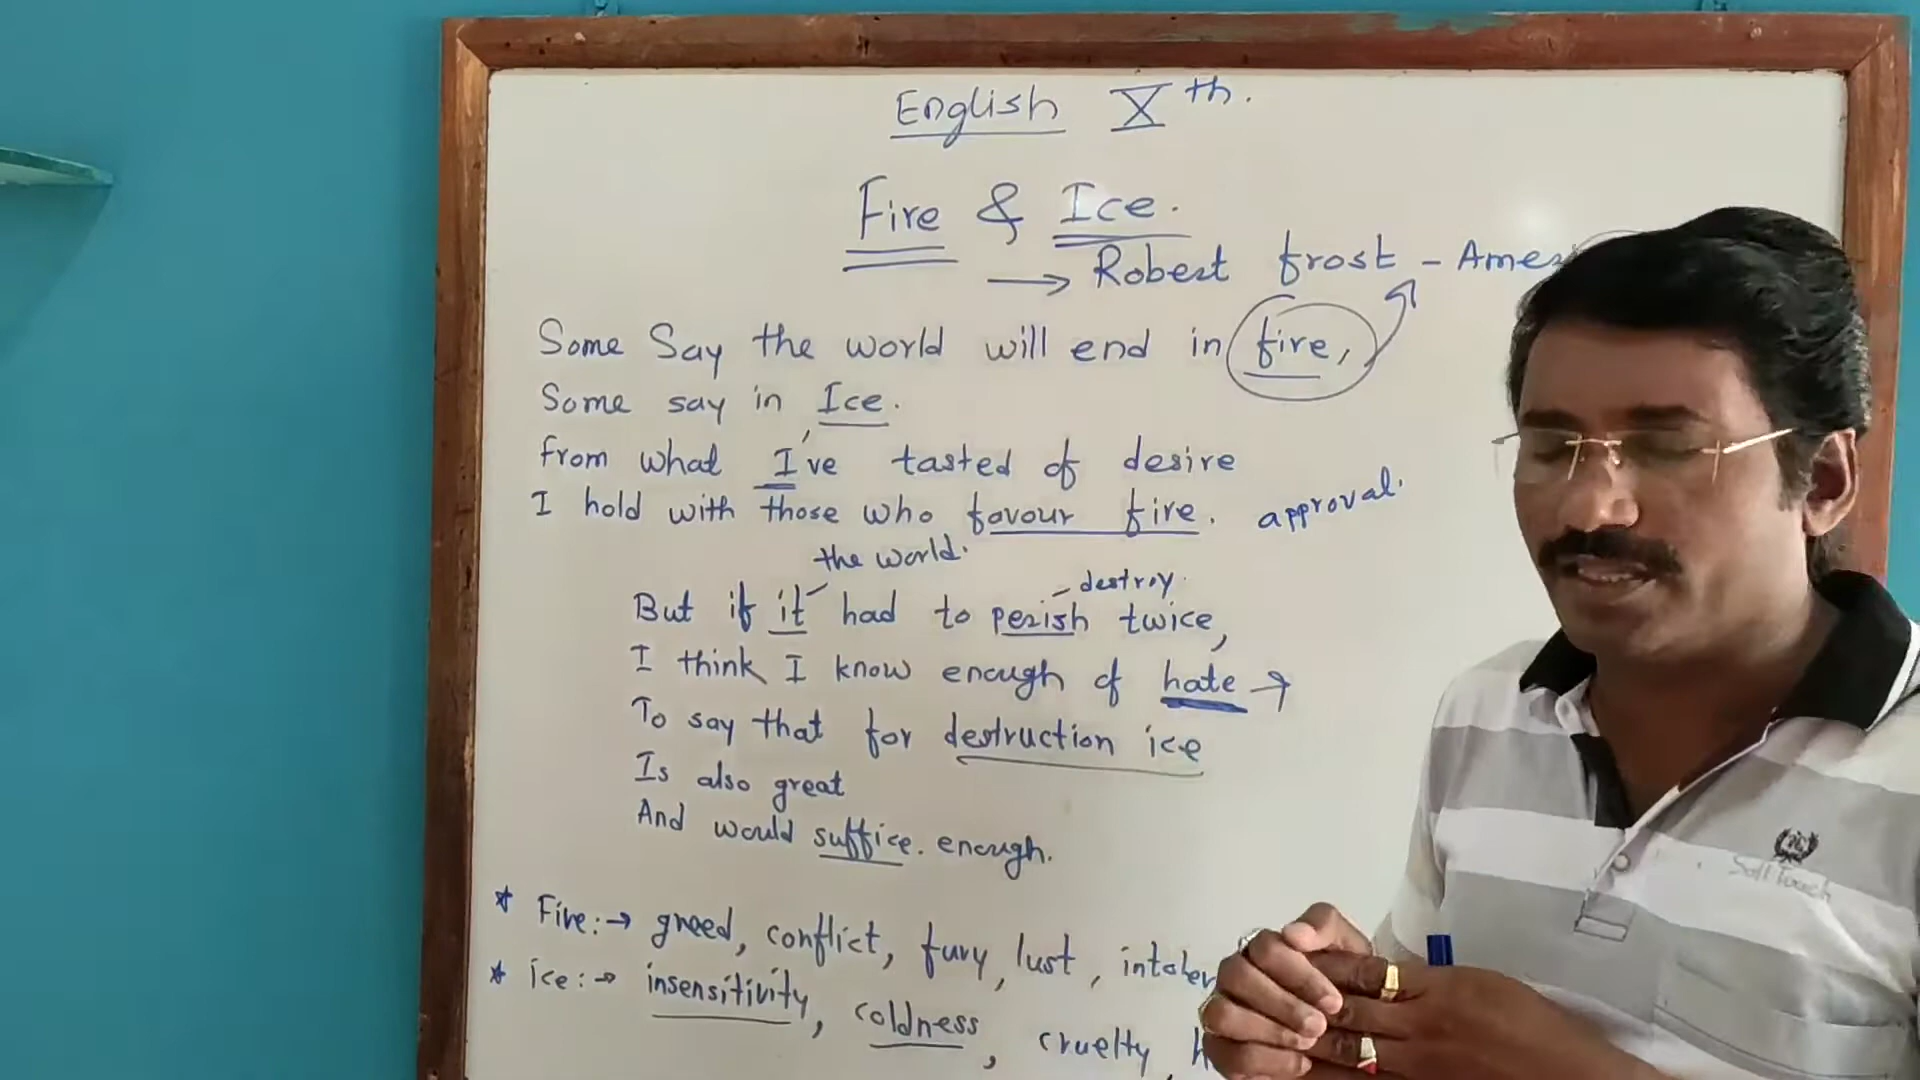 English Xth.
Fire & Ice.
→ Robert frost -
Some Say the world will end in fire,
Some say in Ice.
from what I've tasted of desire
I hold with those who favour fire. approval.
the world.
destroy.
But if it had to perish twice,
I think I know enough of hate →
To say that for destruction ice
Is also great
And would suffice. enough.
* Fire: → greed, conflict, fury, lust,
* ice: → insensitivity, coldness, cruelty,
Soft Touch